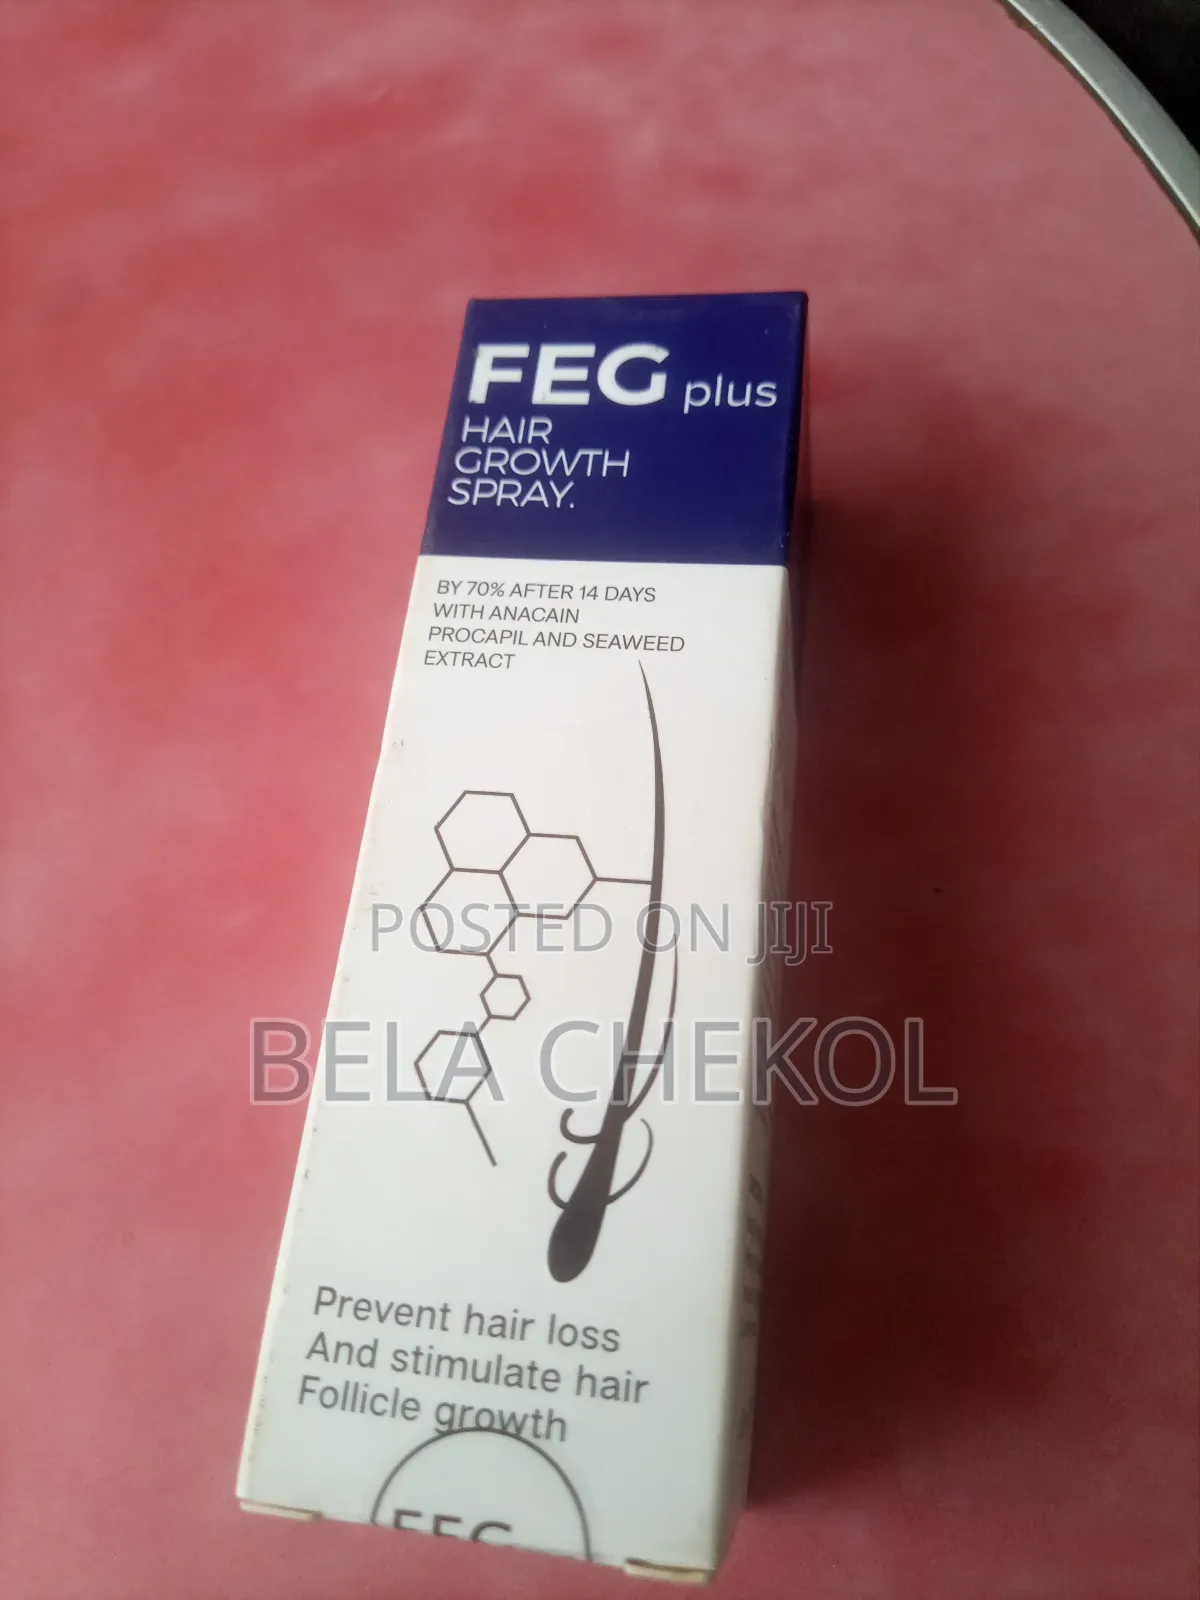 FEG plus
HAIR
GROWTH
SPRAY.
BY 70% AFTER 14 DAYS
WITH ANACAIN
PROCAPIL AND SEAWEED
EXTRACT
POSTED ON JIJI
BELA CHEKOL
Prevent hair loss
And stimulate hair
Follicle growth
FEG